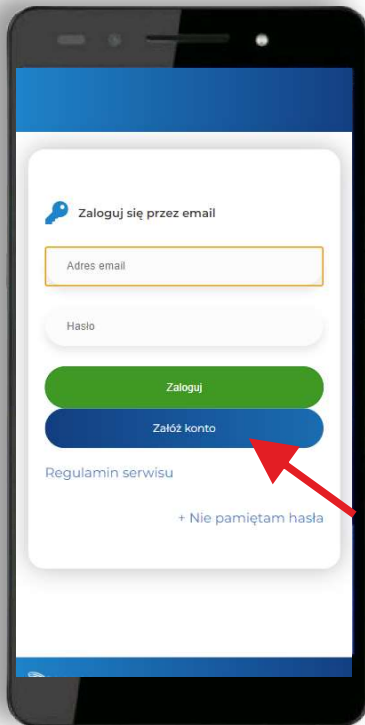 Zaloguj się przez email
Adres email
Hasło
Zaloguj
Załóż konto
Regulamin serwisu
+ Nie pamiętam hasła